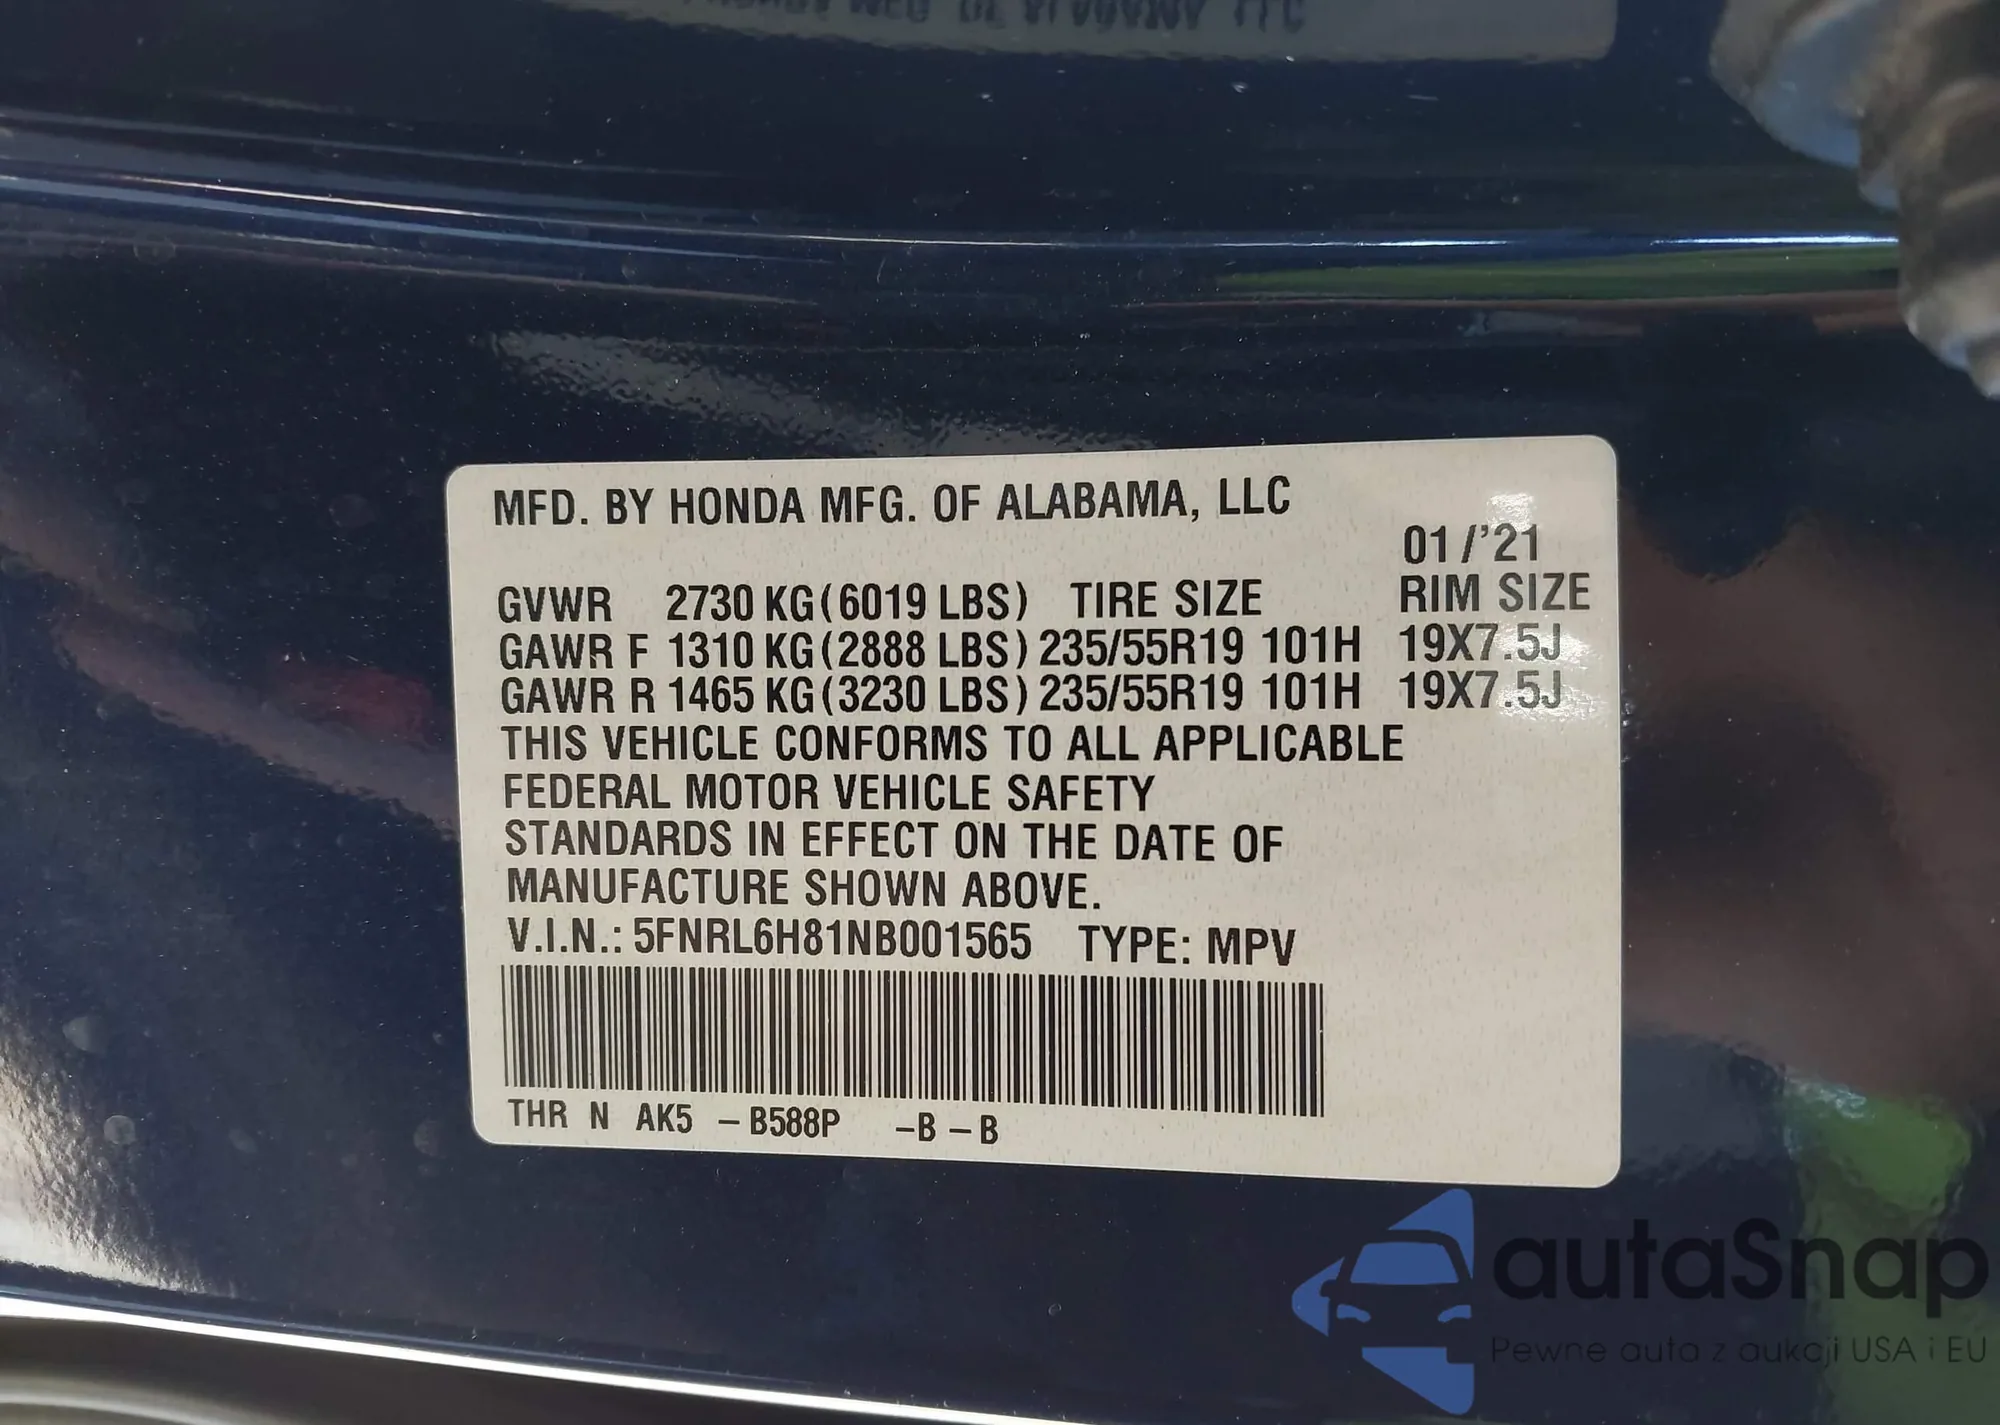 MFD. BY HONDA MFG. OF ALABAMA, LLC
01/'21
GVWR 2730 KG(6019 LBS) TIRE SIZE RIM SIZE
GAWR F 1310 KG(2888 LBS) 235/55R19 101H 19X7.5J
GAWR R 1465 KG(3230 LBS) 235/55R19 101H 19X7.5J
THIS VEHICLE CONFORMS TO ALL APPLICABLE
FEDERAL MOTOR VEHICLE SAFETY
STANDARDS IN EFFECT ON THE DATE OF
MANUFACTURE SHOWN ABOVE.
V.I.N.: 5FNRL6H81NB001565 TYPE: MPV
THR N AK5 -B588P -B-B
autaSnap
Pewne auta z aukcji USA i EU